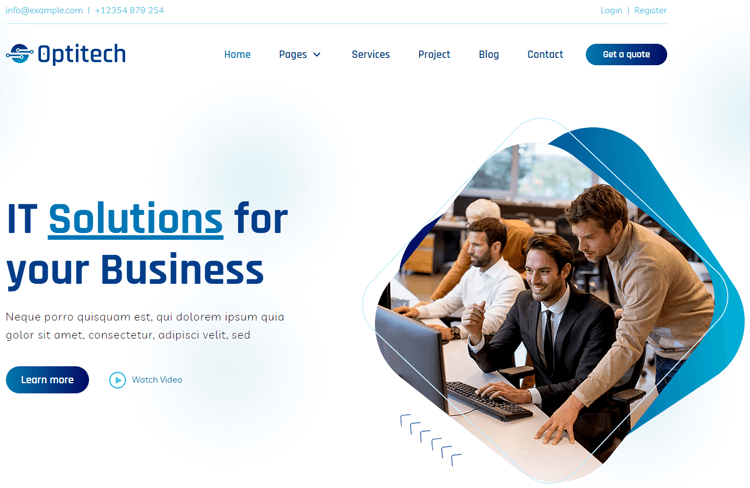 info@example.com | +12354 879 254
Login | Register
Optitech
Home Pages Services Project Blog Contact Get a quote
IT Solutions for
your Business
Neque porro quisquam est, qui dolorem ipsum quia
golor sit amet, consectetur, adipisci velit, sed
Learn more Watch Video